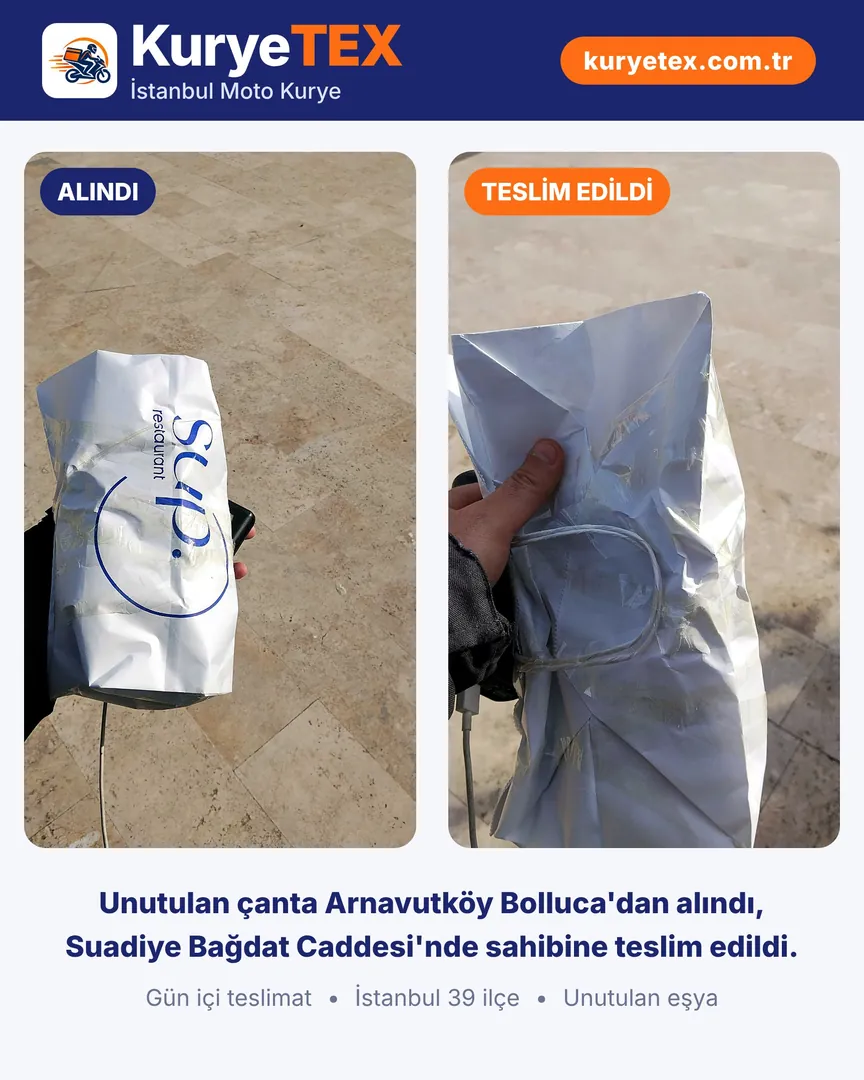 KuryeTEX
İstanbul Moto Kurye
kuryetex.com.tr
ALINDI
TESLİM EDİLDİ
sup.
restaurant
Unutulan çanta Arnavutköy Bolluca'dan alındı,
Suadiye Bağdat Caddesi'nde sahibine teslim edildi.
Gün içi teslimat • İstanbul 39 ilçe • Unutulan eşya